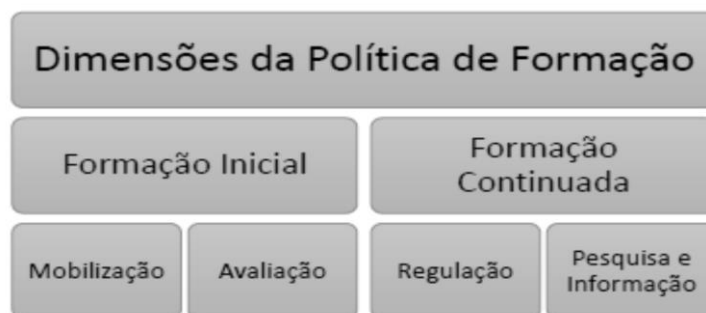 Dimensões da Política de Formação
Formação Inicial
Formação
Continuada
Mobilização
Avaliação
Regulação
Pesquisa e
Informação